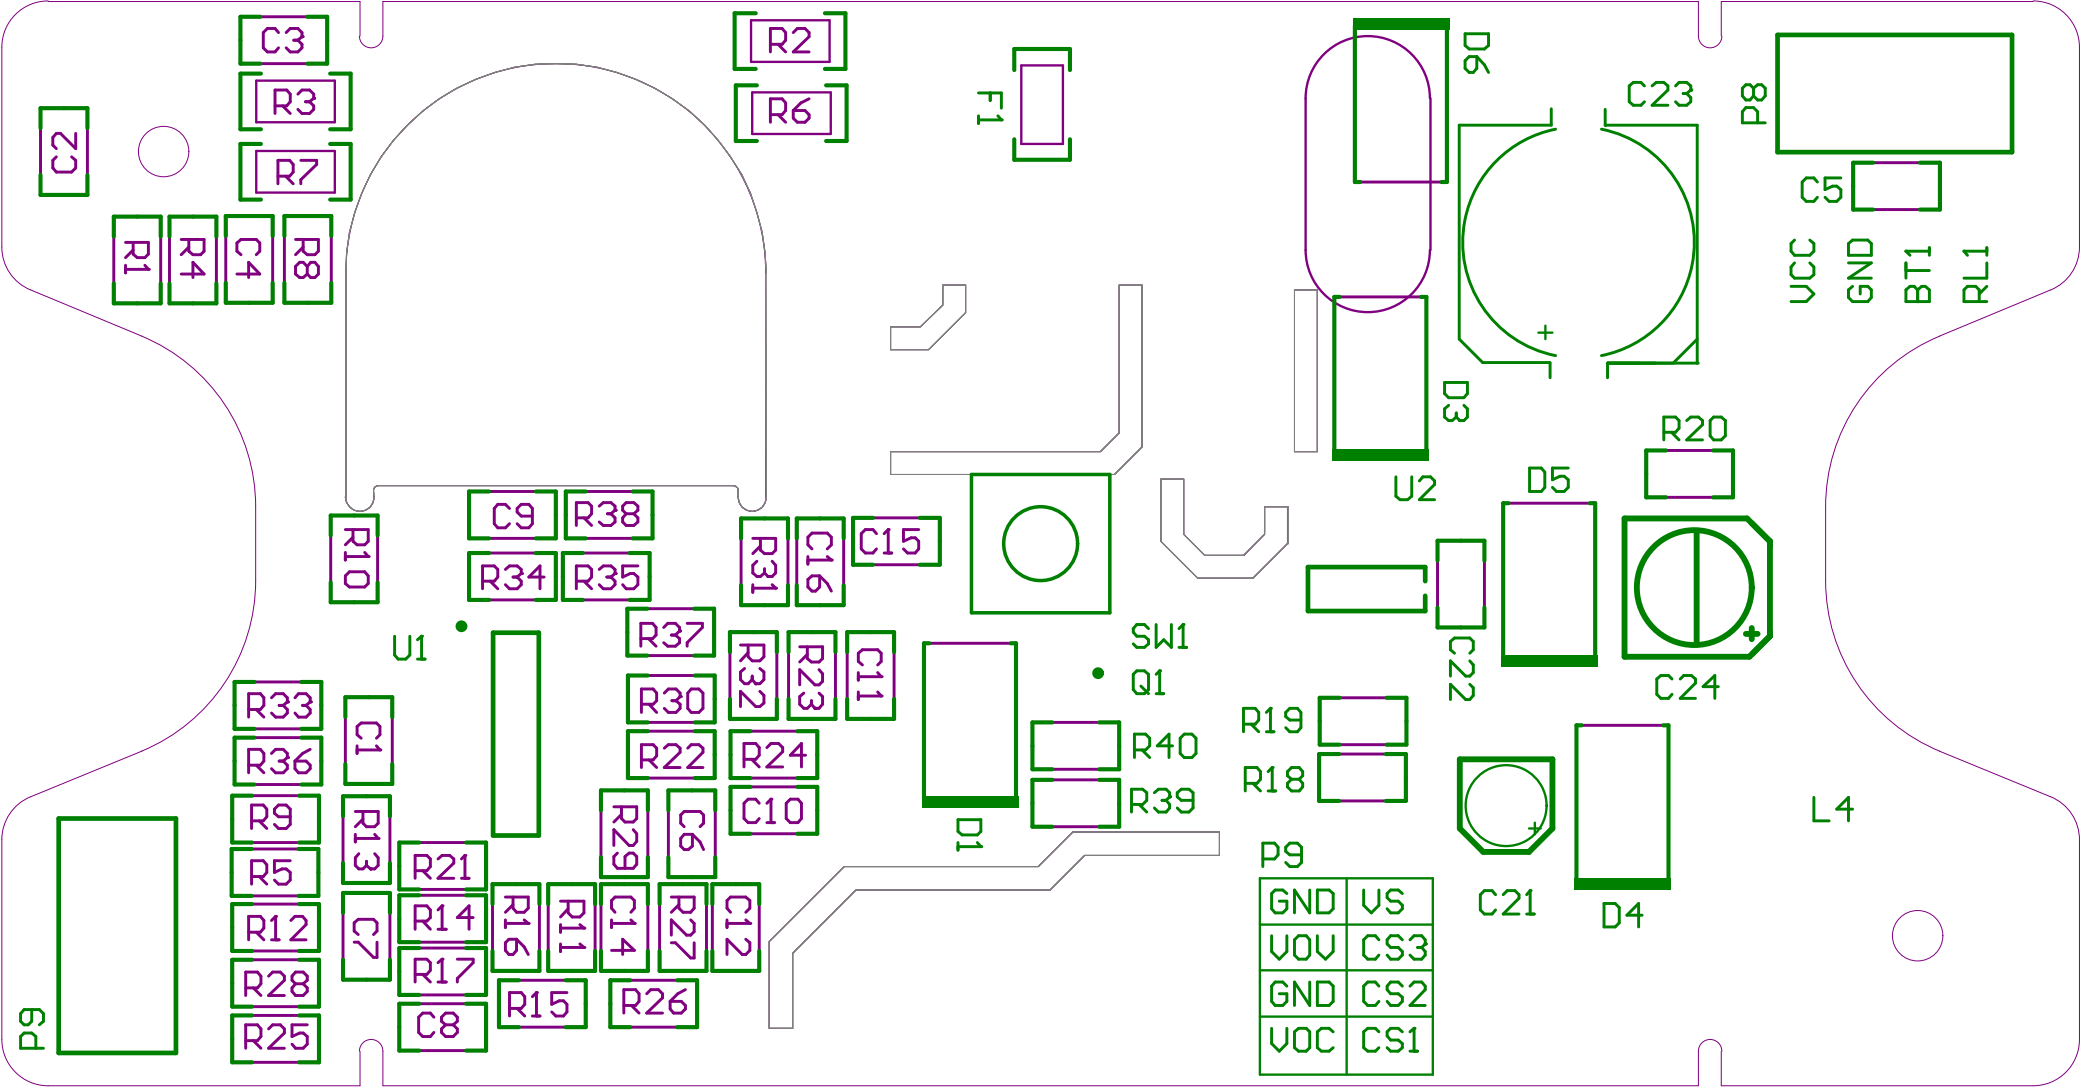 C3
R2
D6
C23
P8
R3
R6
F1
C2
R7
C5
R1
R4
C4
R8
VCC
GND
BT1
RL1
+
D3
R20
U2
D5
C9
R38
R10
R34
R35
R31
C16
C15
U1
R37
SW1
Q1
C22
+
C24
R33
R30
R32
R23
C11
R19
R36
C1
R22
R24
R40
R18
R9
R13
R29
C6
C10
R39
D1
+
L4
R5
R21
P9
R12
C7
R14
R16
R11
C14
R27
C12
GND VS
C21
D4
VOV CS3
R28
R17
R15
R26
GND CS2
P9
R25
C8
VOC CS1